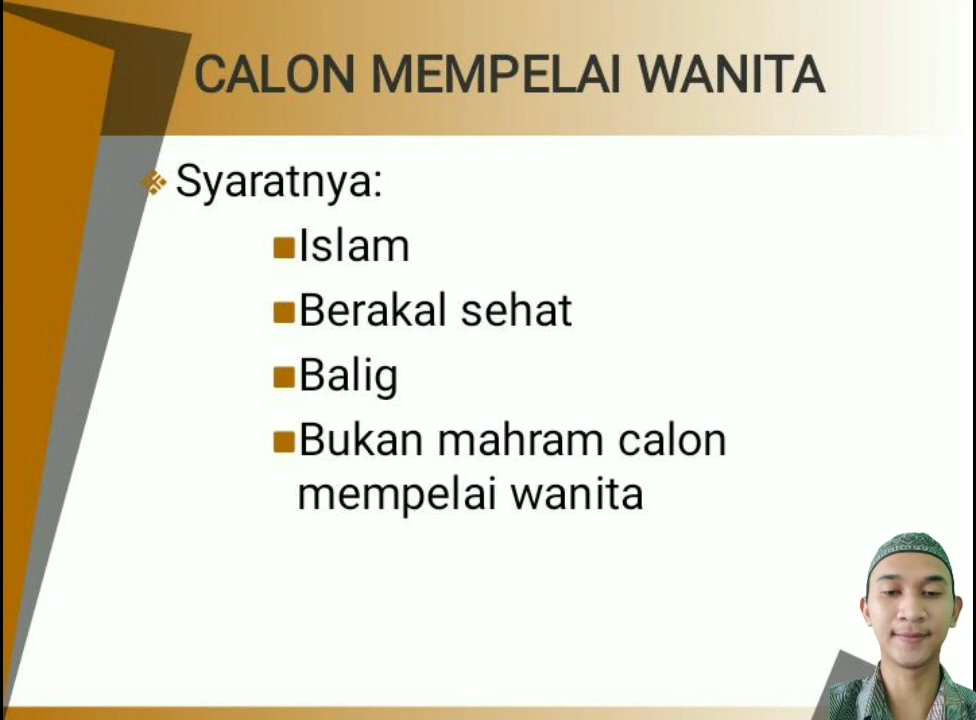 CALON MEMPELAI WANITA
Syaratnya:
Islam
Berakal sehat
Balig
Bukan mahram calon
mempelai wanita